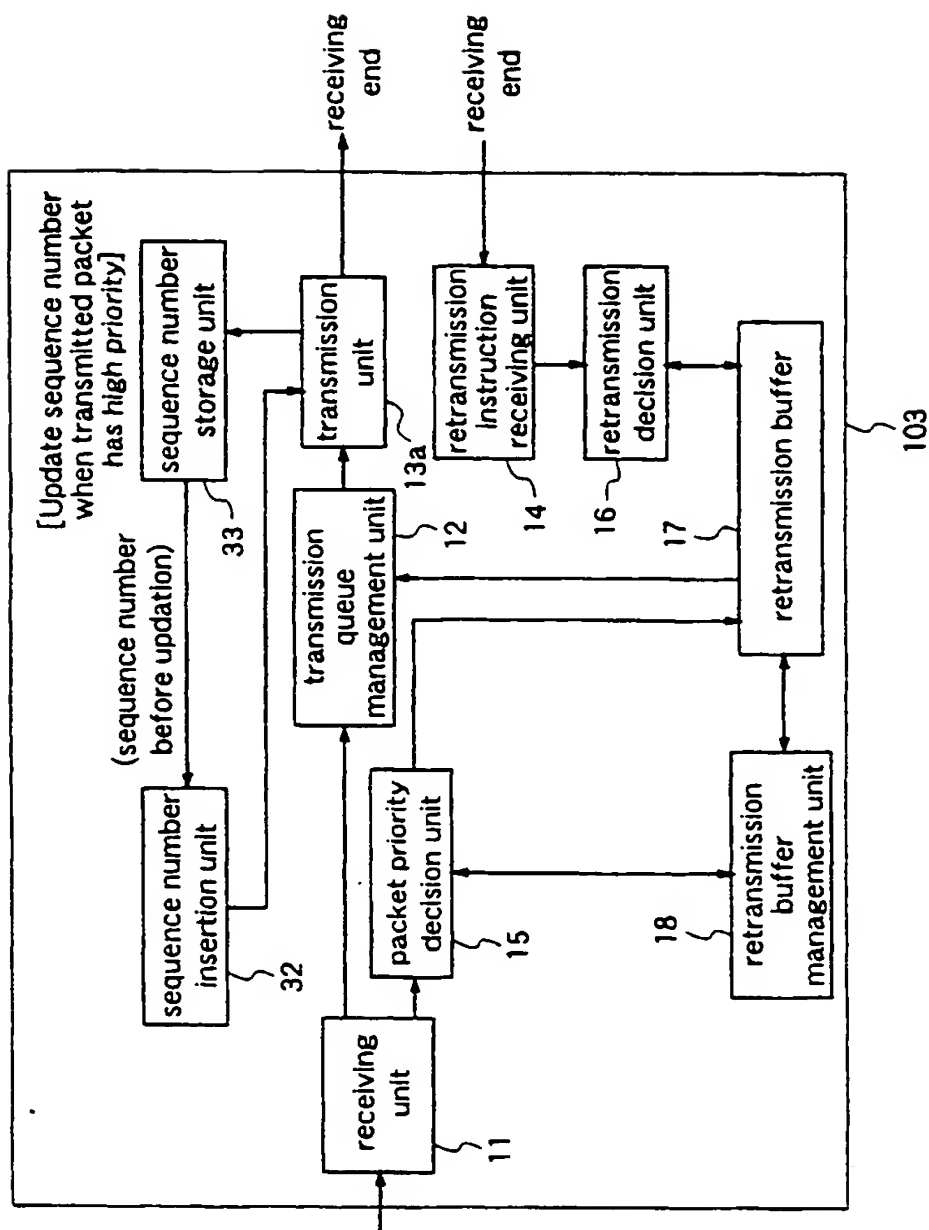 [Update sequence number
when transmitted packet
has high priority]
(sequence number
before updation)
sequence number
insertion unit
32
sequence number
storage unit
33
receiving
unit
11
transmission
queue
management unit
12
transmission
unit
13a
receiving
end
packet priority
decision unit
15
retransmission
instruction
receiving unit
14
receiving
end
retransmission
decision unit
16
retransmission
buffer
management unit
18
retransmission buffer
17
103